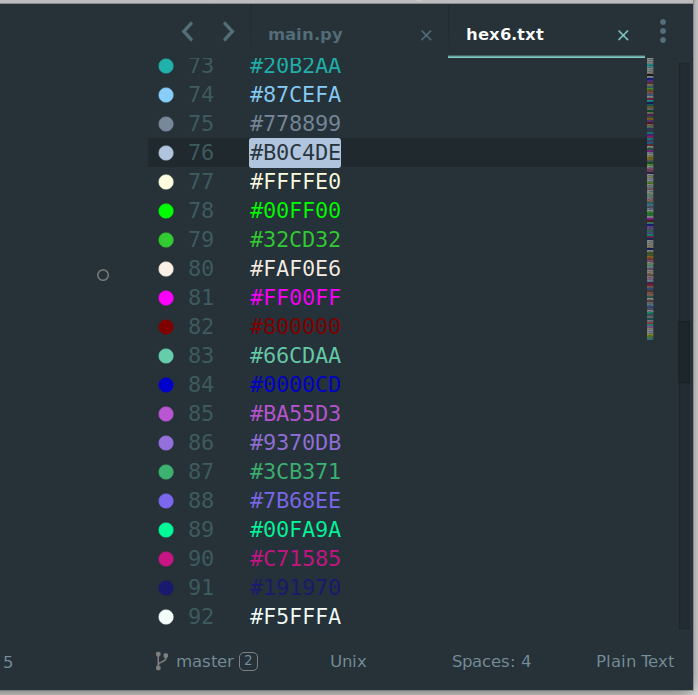 main.py × hex6.txt ×
73 #20B2AA
74 #87CEFA
75 #778899
76 #B0C4DE
77 #FFFFE0
78 #00FF00
79 #32CD32
80 #FAF0E6
81 #FF00FF
82 #800000
83 #66CDAA
84 #0000CD
85 #BA55D3
86 #9370DB
87 #3CB371
88 #7B68EE
89 #00FA9A
90 #C71585
91 #191970
92 #F5FFFA
5 master 2 Unix Spaces: 4 Plain Text